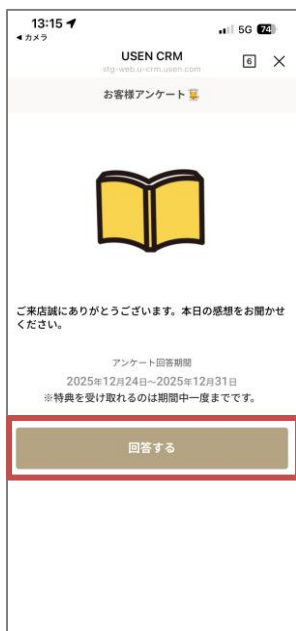 13:15
5G 74
◀ カメラ
USEN CRM
stg-web.u-crm.usen.com
6
お客様アンケート
ご来店誠にありがとうございます。本日の感想をお聞かせ
ください。
アンケート回答期間
2025年12月24日~2025年12月31日
※特典を受け取れるのは期間中一度までです。
回答する